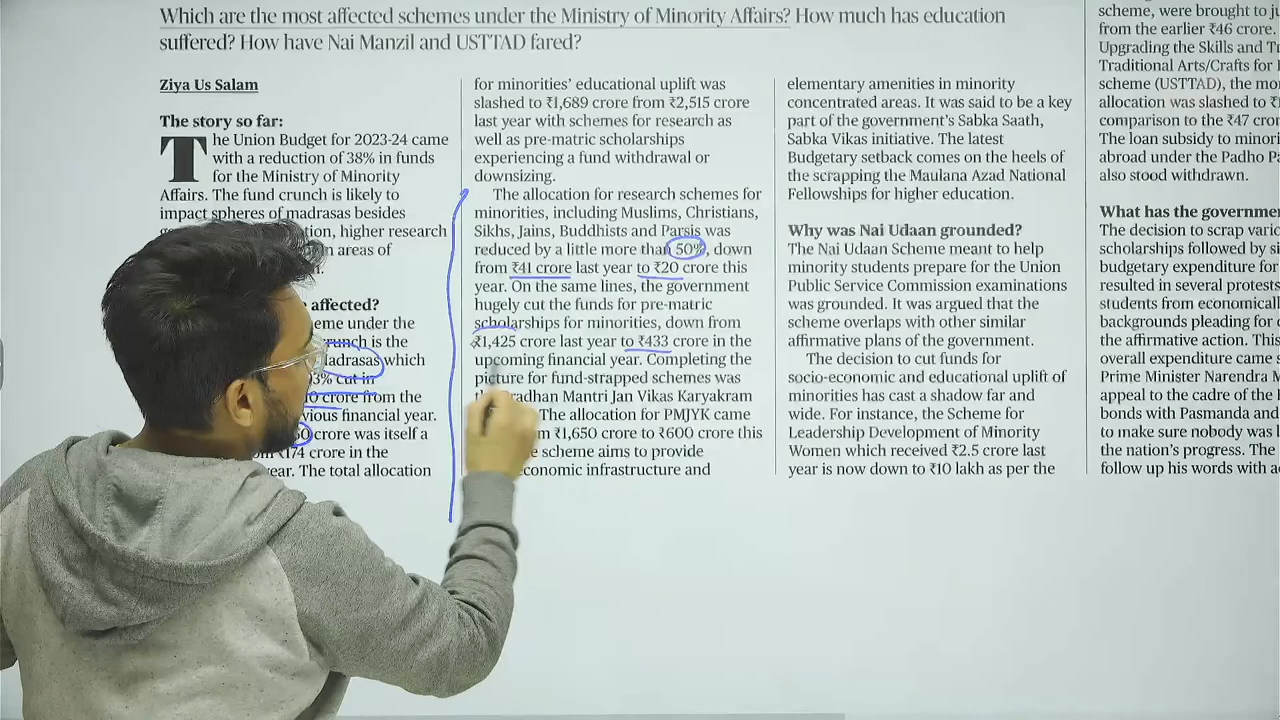 Which are the most affected schemes under the Ministry of Minority Affairs? How much has education
suffered? How have Nai Manzil and USTTAD fared?
Ziya Us Salam
The story so far:
The Union Budget for 2023-24 came
with a reduction of 38% in funds
for the Ministry of Minority
Affairs. The fund crunch is likely to
impact spheres of madrasas besides
tion, higher research
n areas of
affected?
eme under the
runch is the
adrasas which
3% cut in
0 crore from the
vious financial year.
0 crore was itself a
₹174 crore in the
year. The total allocation
for minorities’ educational uplift was
slashed to ₹1,689 crore from ₹2,515 crore
last year with schemes for research as
well as pre-matric scholarships
experiencing a fund withdrawal or
downsizing.
The allocation for research schemes for
minorities, including Muslims, Christians,
Sikhs, Jains, Buddhists and Parsis was
reduced by a little more than 50%, down
from ₹41 crore last year to ₹20 crore this
year. On the same lines, the government
hugely cut the funds for pre-matric
scholarships for minorities, down from
₹1,425 crore last year to ₹433 crore in the
upcoming financial year. Completing the
picture for fund-strapped schemes was
radhan Mantri Jan Vikas Karyakram
The allocation for PMJYK came
m ₹1,650 crore to ₹600 crore this
e scheme aims to provide
conomic infrastructure and
elementary amenities in minority
concentrated areas. It was said to be a key
part of the government’s Sabka Saath,
Sabka Vikas initiative. The latest
Budgetary setback comes on the heels of
the scrapping the Maulana Azad National
Fellowships for higher education.
Why was Nai Udaan grounded?
The Nai Udaan Scheme meant to help
minority students prepare for the Union
Public Service Commission examinations
was grounded. It was argued that the
scheme overlaps with other similar
affirmative plans of the government.
The decision to cut funds for
socio-economic and educational uplift of
minorities has cast a shadow far and
wide. For instance, the Scheme for
Leadership Development of Minority
Women which received ₹2.5 crore last
year is now down to ₹10 lakh as per the
scheme, were brought to ju
from the earlier ₹46 crore.
Upgrading the Skills and Tr
Traditional Arts/Crafts for
scheme (USTTAD), the mo
allocation was slashed to ₹
comparison to the ₹47 cror
The loan subsidy to minori
abroad under the Padho P
also stood withdrawn.
What has the governme
The decision to scrap vario
scholarships followed by s
budgetary expenditure for
resulted in several protests
students from economicall
backgrounds pleading for
the affirmative action. This
overall expenditure came
Prime Minister Narendra M
appeal to the cadre of the
bonds with Pasmanda and
to make sure nobody was l
the nation’s progress. The
follow up his words with a